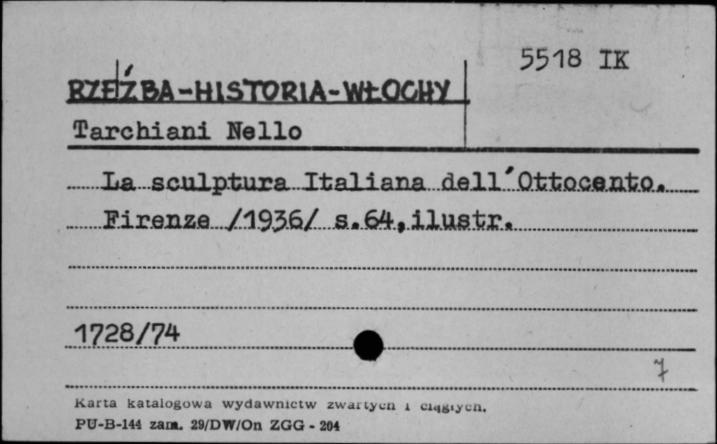 5518 IK
RZEŹBA-HISTORIA-WŁOCHY
Tarchiani Nello
La sculptura Italiana dell'Ottocento.
Firenze /1936/ s.64,ilustr.
1728/74
7
Karta katalogowa wydawnictw zwartych i ciągłych.
PU-B-144 zam. 29/DW/On ZGG - 204